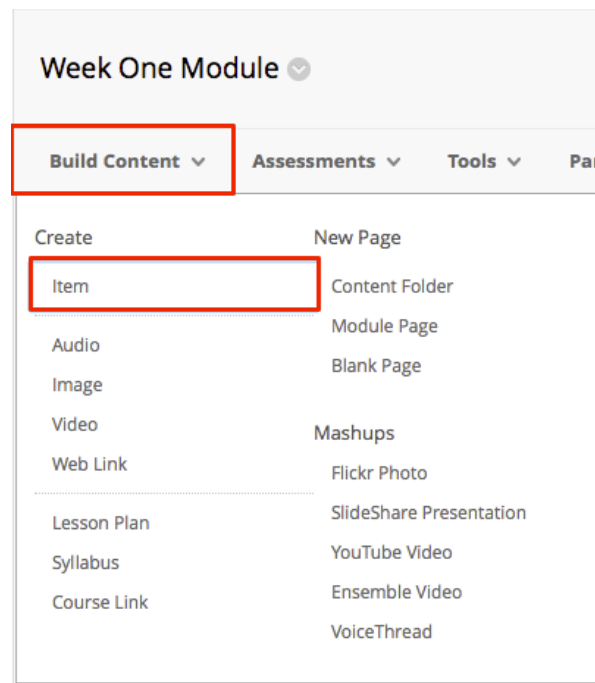 Week One Module
Build Content
Assessments
Tools
Create
Item
Audio
Image
Video
Web Link
Lesson Plan
Syllabus
Course Link
New Page
Content Folder
Module Page
Blank Page
Mashups
Flickr Photo
SlideShare Presentation
YouTube Video
Ensemble Video
VoiceThread